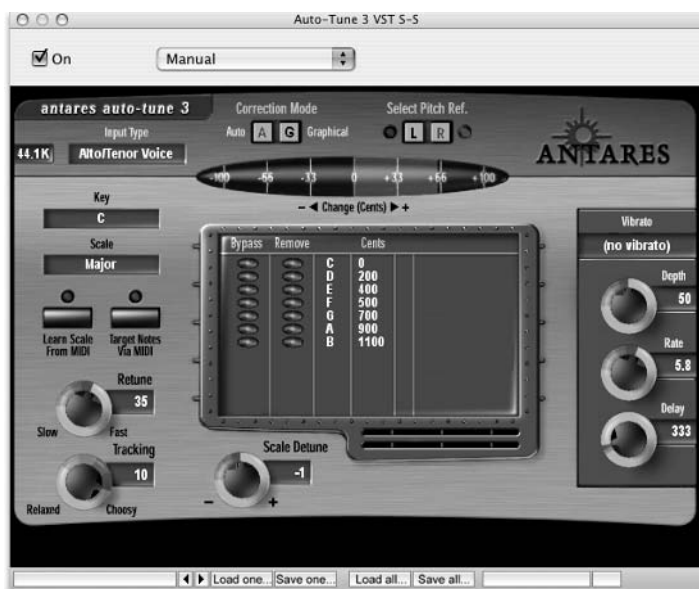 Auto-Tune 3 VST S-S
On Manual
antares auto-tune 3 Correction Mode Select Pitch Ref.
Input Type Auto A G Graphical L R
44.1K Alto/Tenor Voice ANTARES
-100 -66 -33 0 +33 +66 +100
Key − ◄ Change (Cents) ► +
C Vibrato
Scale Bypass Remove Cents (no vibrato)
Major C 0
D 200 Depth
E 400 50
F 500
G 700
A 900
B 1100 Rate
Learn Scale From MIDI Target Notes Via MIDI 5.8
Retune
35 Delay
Slow Fast 333
Tracking Scale Detune
10 -1
Relaxed Choosy − +
Load one... Save one... Load all... Save all...